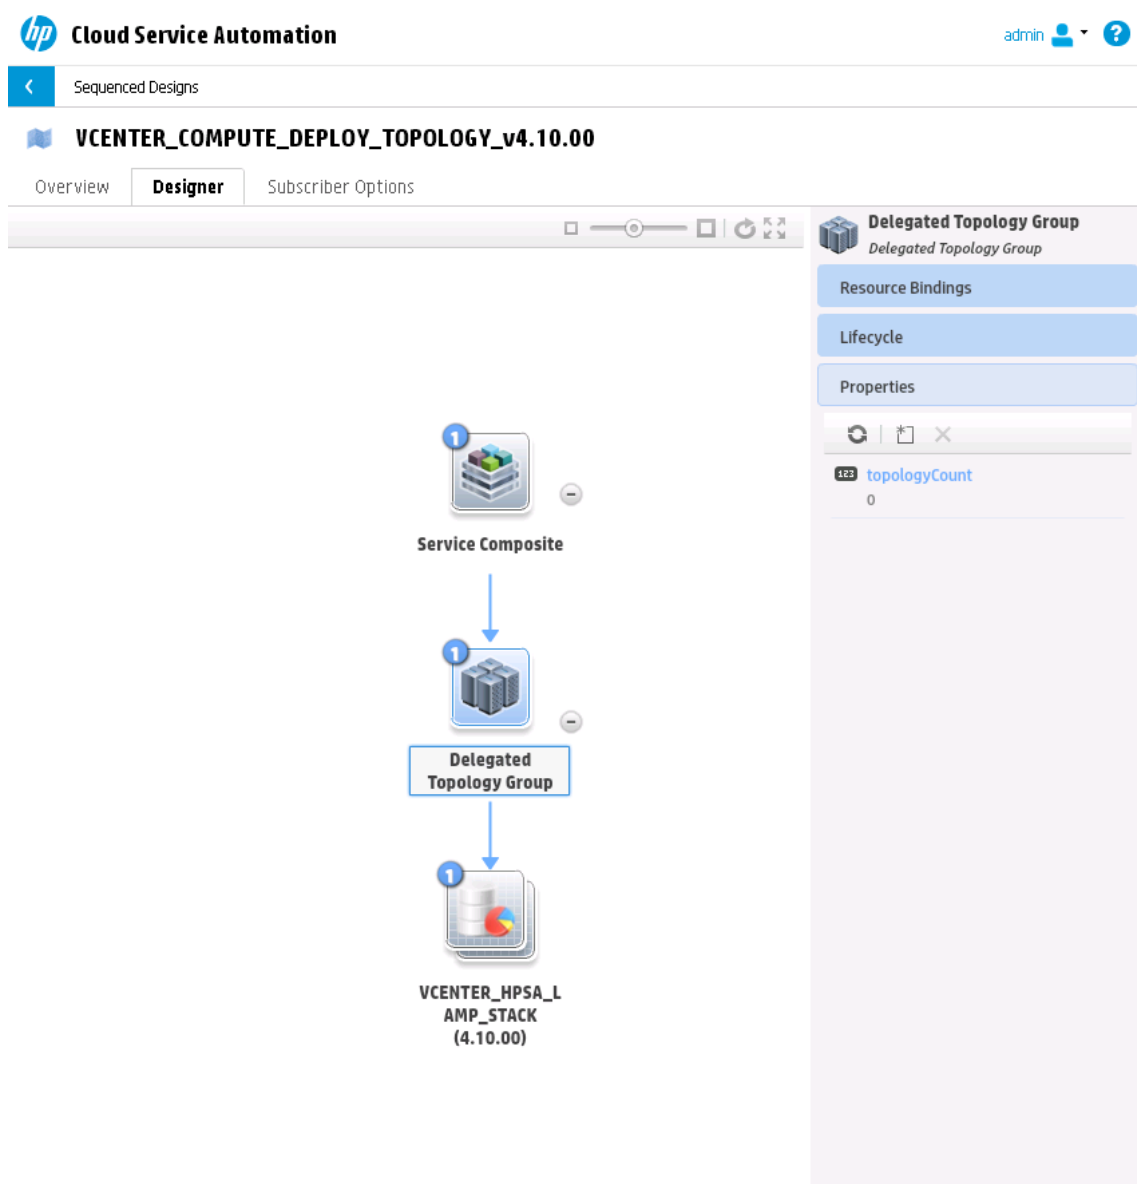 hp Cloud Service Automation
admin ?
Sequenced Designs
VCENTER_COMPUTE_DEPLOY_TOPOLOGY_v4.10.00
Overview Designer Subscriber Options
Delegated Topology Group
Delegated Topology Group
Resource Bindings
Lifecycle
Properties
123 topologyCount
0
1
Service Composite
1
Delegated
Topology Group
1
VCENTER_HPSA_L
AMP_STACK
(4.10.00)